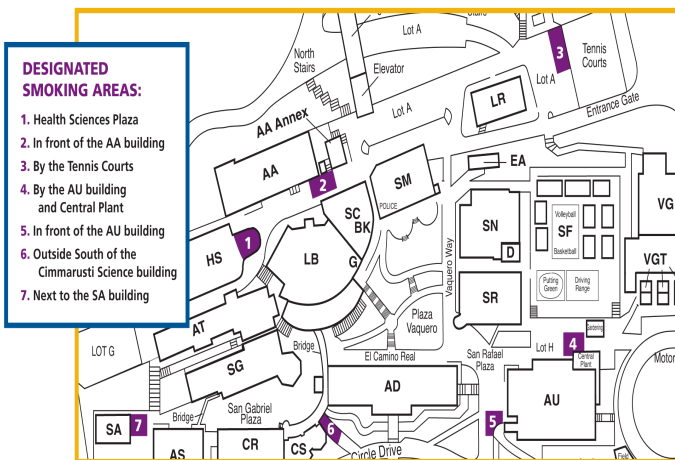 DESIGNATED
SMOKING AREAS:
1. Health Sciences Plaza
2. In front of the AA building
3. By the Tennis Courts
4. By the AU building
and Central Plant
5. In front of the AU building
6. Outside South of the
Cimmarusti Science building
7. Next to the SA building
Lot A
Stairs
North
Stairs
Elevator
3
Tennis
Courts
Lot A
LR
Lot A
Entrance Gate
AA Annex
AA
2
SM
EA
POLICE
SC
BK
VG
SN
D
Volleyball
SF
Basketball
HS
1
LB
G
Vaquero Way
VGT
SR
Putting
Green
Driving
Range
AT
Plaza
Vaquero
Gardening
LOT G
Bridge
El Camino Real
San Rafael
Plaza
Lot H
4
Central
Plant
Motor
SG
AD
AU
Bridge
San Gabriel
Plaza
SA
7
6
5
AS
CR
CS
Circle Drive
Field